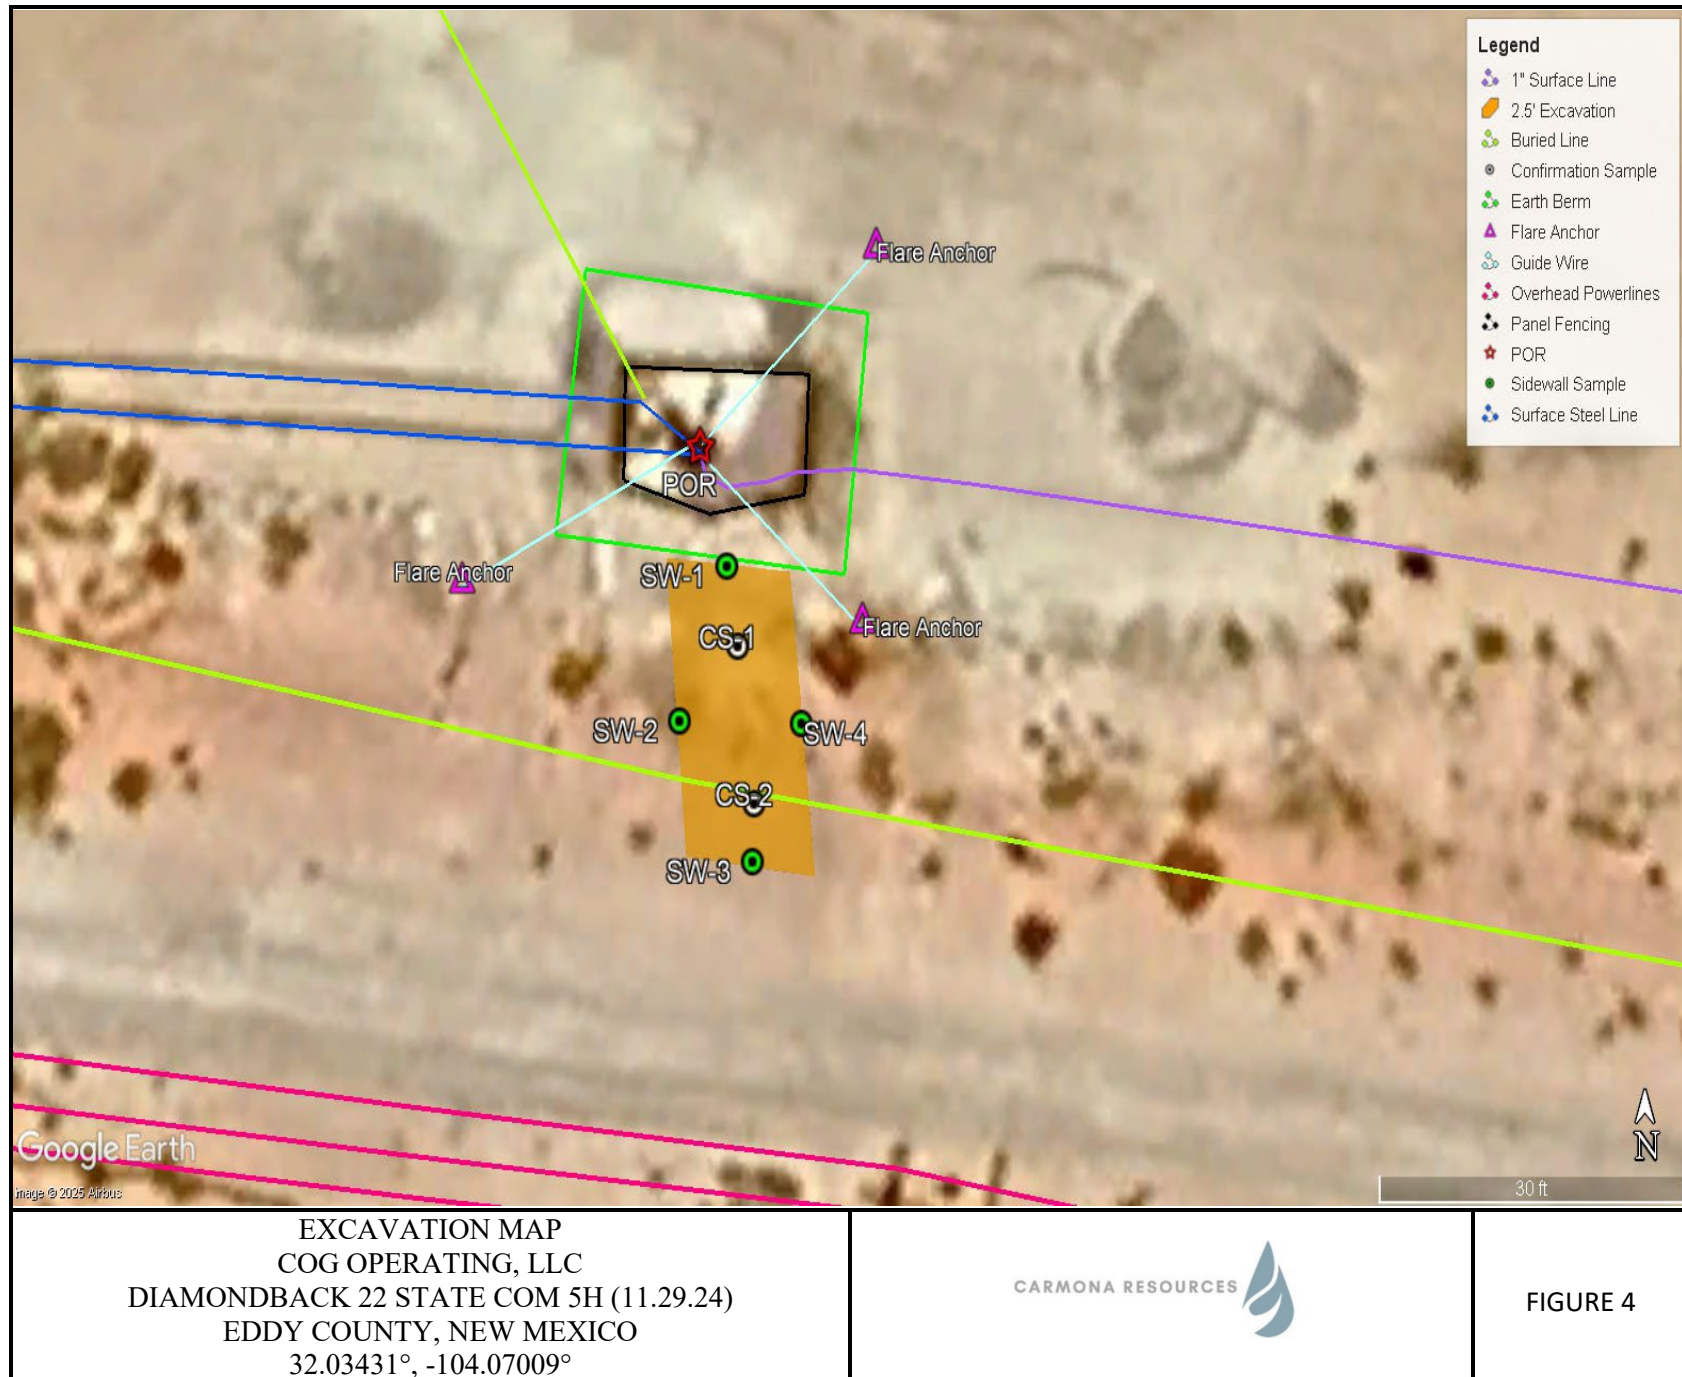 Legend
1" Surface Line
2.5' Excavation
Buried Line
Confirmation Sample
Earth Berm
Flare Anchor
Guide Wire
Overhead Powerlines
Panel Fencing
POR
Sidewall Sample
Surface Steel Line
Flare Anchor
POR
Flare Anchor
SW-1
Flare Anchor
CS-1
SW-2
SW-4
CS-2
SW-3
N
Google Earth
Image © 2025 Airbus
30 ft
EXCAVATION MAP
COG OPERATING, LLC
DIAMONDBACK 22 STATE COM 5H (11.29.24)
EDDY COUNTY, NEW MEXICO
32.03431°, -104.07009°
CARMONA RESOURCES
FIGURE 4